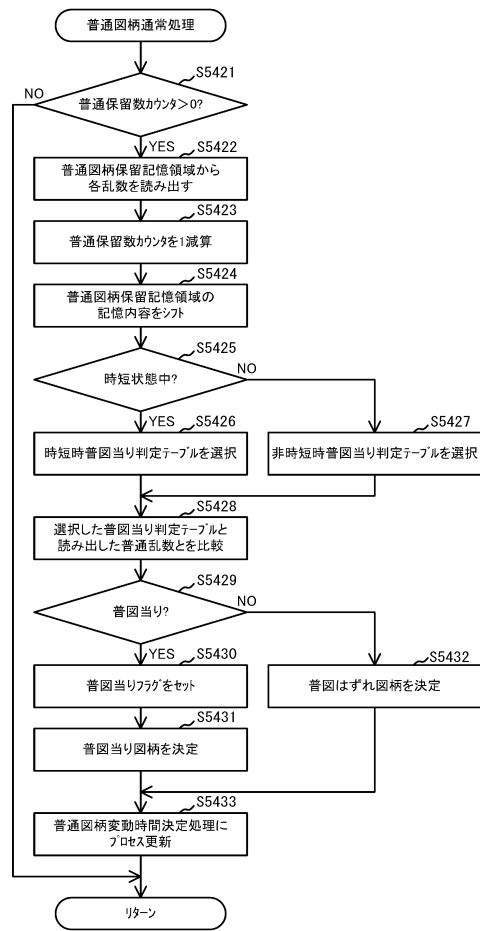 普通図柄通常処理
S5421
NO
普通保留数カウンタ>0?
YES
S5422
普通図柄保留記憶領域から
各乱数を読み出す
S5423
普通保留数カウンタを1減算
S5424
普通図柄保留記憶領域の
記憶内容をシフト
S5425
時短状態中?
NO
YES
S5426
時短時普図当り判定テーブルを選択
S5427
非時短時普図当り判定テーブルを選択
S5428
選択した普図当り判定テーブルと
読み出した普通乱数とを比較
S5429
普図当り?
NO
YES
S5430
普図当りフラグをセット
S5432
普図はずれ図柄を決定
S5431
普図当り図柄を決定
S5433
普通図柄変動時間決定処理に
プロセス更新
リターン